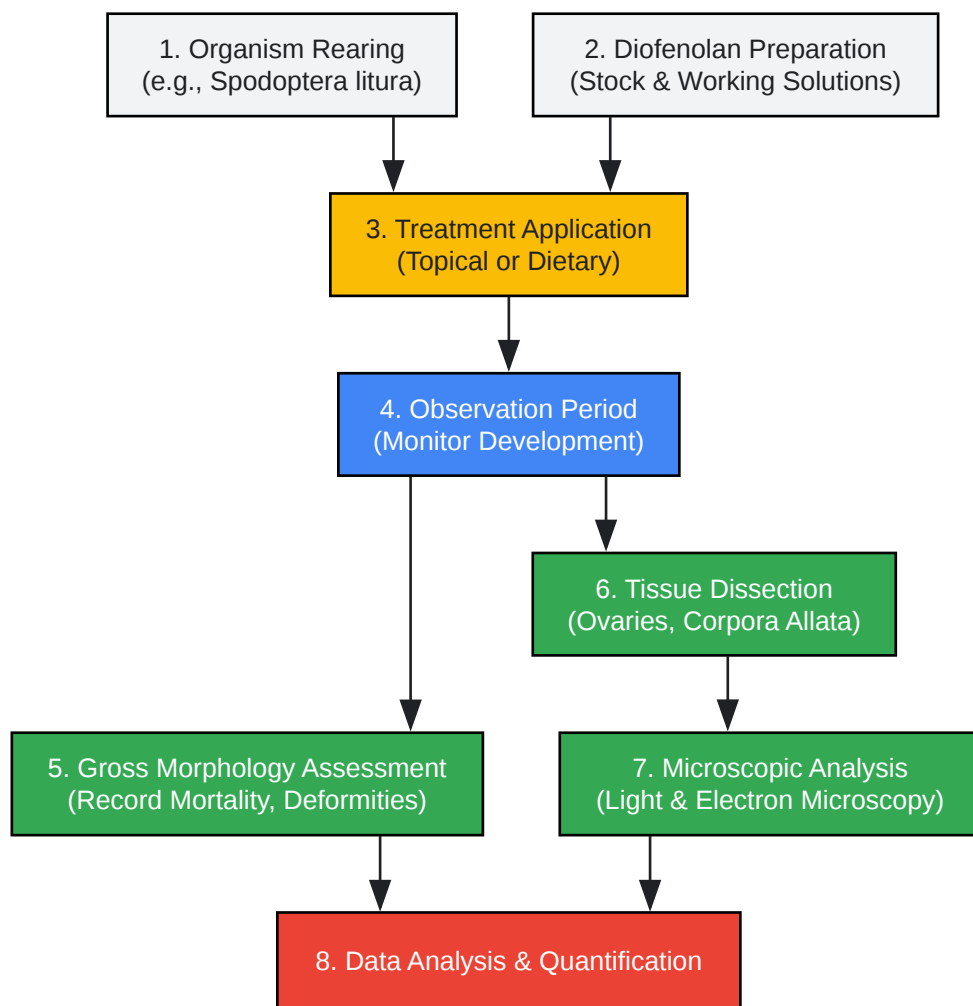 1. Organism Rearing
(e.g., Spodoptera litura)
2. Diofenolan Preparation
(Stock & Working Solutions)
3. Treatment Application
(Topical or Dietary)
4. Observation Period
(Monitor Development)
6. Tissue Dissection
(Ovaries, Corpora Allata)
5. Gross Morphology Assessment
(Record Mortality, Deformities)
7. Microscopic Analysis
(Light & Electron Microscopy)
8. Data Analysis & Quantification